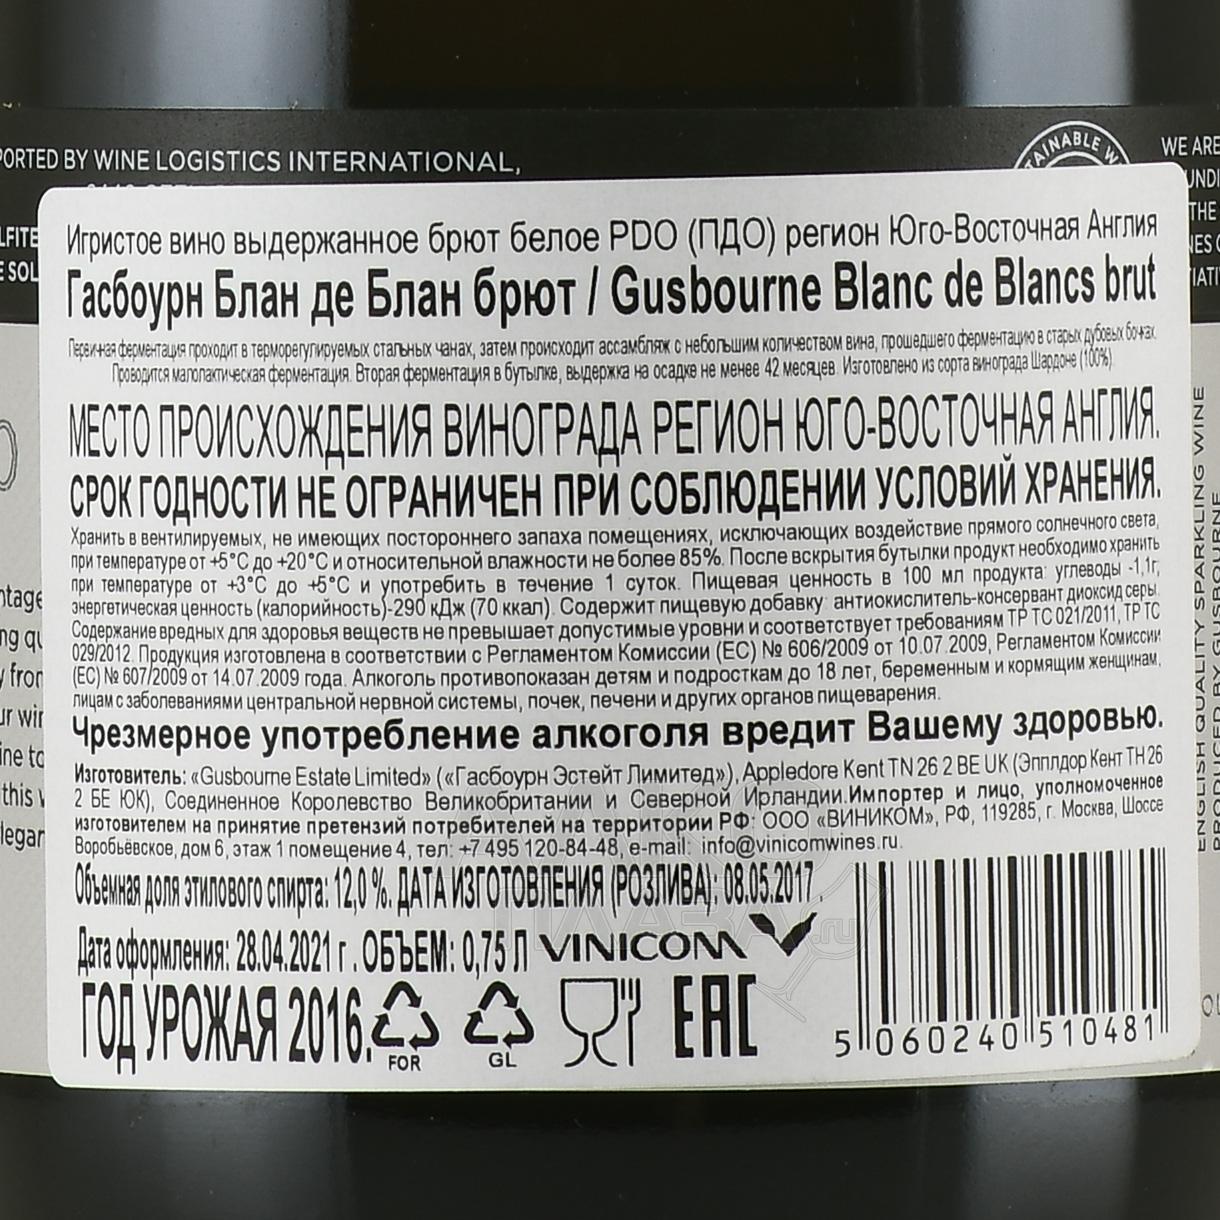 PORTED BY WINE LOGISTICS INTERNATIONAL,
WE ARE
THE
LFITE
E SOL
Игристое вино выдержанное брют белое PDO (ПДО) регион Юго-Восточная Англия
Гасбоурн Блан де Блан брют / Gusbourne Blanc de Blancs brut
Первичная ферментация проходит в терморегулируемых стальных чанах, затем происходит ассамбляж с небольшим количеством вина, прошедшего ферментацию в старых дубовых бочках.
Проводится малолактическая ферментация. Вторая ферментация в бутылке, выдержка на осадке не менее 42 месяцев. Изготовлено из сорта винограда Шардоне (100%).
МЕСТО ПРОИСХОЖДЕНИЯ ВИНОГРАДА РЕГИОН ЮГО-ВОСТОЧНАЯ АНГЛИЯ.
СРОК ГОДНОСТИ НЕ ОГРАНИЧЕН ПРИ СОБЛЮДЕНИИ УСЛОВИЙ ХРАНЕНИЯ.
Хранить в вентилируемых, не имеющих постороннего запаха помещениях, исключающих воздействие прямого солнечного света,
при температуре от +5°С до +20°С и относительной влажности не более 85%. После вскрытия бутылки продукт необходимо хранить
при температуре от +3°С до +5°С и употребить в течение 1 суток. Пищевая ценность в 100 мл продукта: углеводы -1,1г;
энергетическая ценность (калорийность)-290 кДж (70 ккал). Содержит пищевую добавку: антиокислитель-консервант диоксид серы.
Содержание вредных для здоровья веществ не превышает допустимые уровни и соответствует требованиям ТР ТС 021/2011, ТР ТС
029/2012. Продукция изготовлена в соответствии с Регламентом Комиссии (ЕС) № 606/2009 от 10.07.2009, Регламентом Комиссии
(ЕС) № 607/2009 от 14.07.2009 года. Алкоголь противопоказан детям и подросткам до 18 лет, беременным и кормящим женщинам,
лицам с заболеваниями центральной нервной системы, почек, печени и других органов пищеварения.
Чрезмерное употребление алкоголя вредит Вашему здоровью.
Изготовитель: «Gusbourne Estate Limited» («Гасбоурн Эстейт Лимитед»), Appledore Kent TN 26 2 BE UK (Эпплдор Кент ТН 26
2 БЕ ЮК), Соединенное Королевство Великобритании и Северной Ирландии.Импортер и лицо, уполномоченное
изготовителем на принятие претензий потребителей на территории РФ: ООО «ВИНИКОМ», РФ, 119285, г. Москва, Шоссе
Воробьёвское, дом 6, этаж 1 помещение 4, тел: +7 495 120-84-48, e-mail: info@vinicomwines.ru.
Объемная доля этилового спирта: 12,0 %. ДАТА ИЗГОТОВЛЕНИЯ (РОЗЛИВА): 08.05.2017 .
Дата оформления: 28.04.2021 г . ОБЪЕМ: 0,75 Л VINICOM
ГОД УРОЖАЯ 2016.
FOR
GL
EAC
5 060240 510481
ENGLISH QUALITY SPARKLING WINE
PRODUCED BY GUSBOURNE